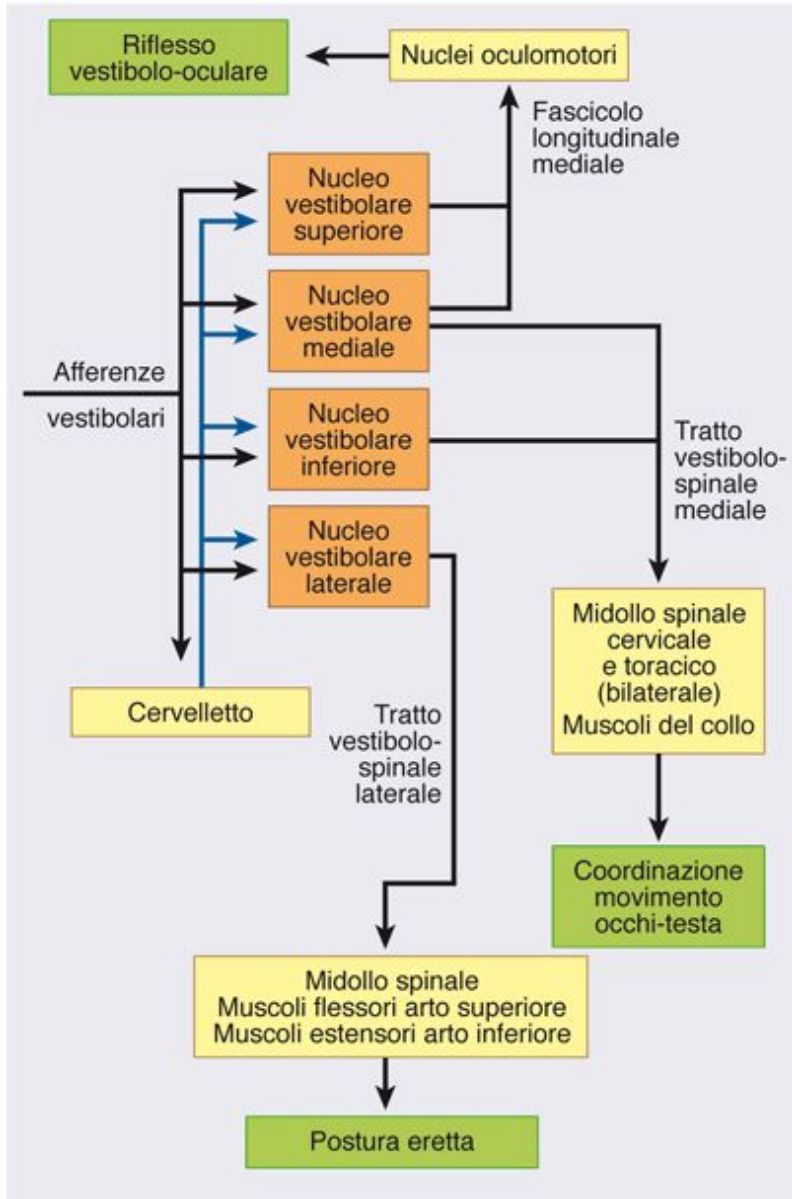 Riflesso
vestibolo-oculare
Nuclei oculomotori
Fascicolo
longitudinale
mediale
Nucleo
vestibolare
superiore
Nucleo
vestibolare
mediale
Afferenze
vestibolari
Nucleo
vestibolare
inferiore
Tratto
vestibolo-
spinale
mediale
Nucleo
vestibolare
laterale
Midollo spinale
cervicale
e toracico
(bilaterale)
Muscoli del collo
Cervelletto
Tratto
vestibolo-
spinale
laterale
Coordinazione
movimento
occhi-testa
Midollo spinale
Muscoli flessori arto superiore
Muscoli estensori arto inferiore
Postura eretta